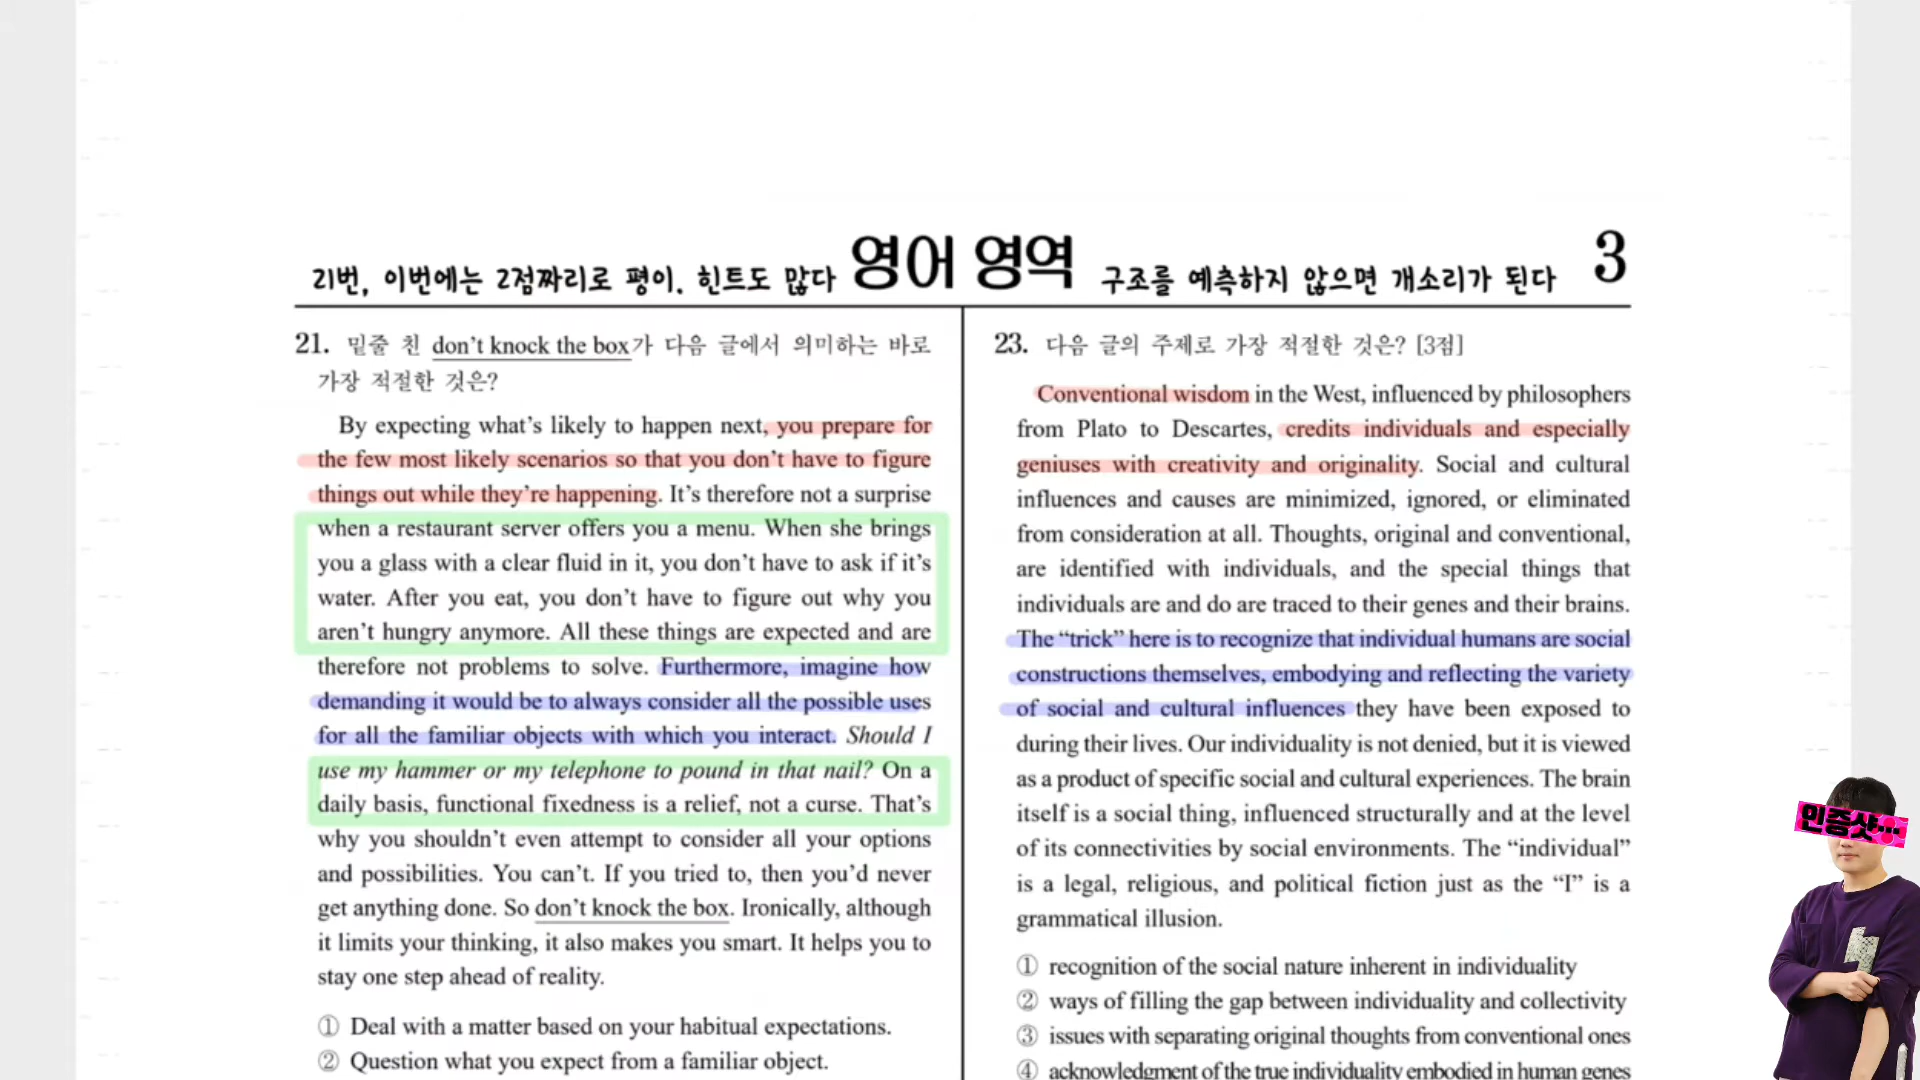 21번, 이번에는 2점짜리로 평이. 힌트도 많다
영어 영역
구조를 예측하지 않으면 개소리가 된다
3
21. 밑줄 친 don’t knock the box가 다음 글에서 의미하는 바로
가장 적절한 것은?
By expecting what’s likely to happen next, you prepare for
the few most likely scenarios so that you don’t have to figure
things out while they’re happening. It’s therefore not a surprise
when a restaurant server offers you a menu. When she brings
you a glass with a clear fluid in it, you don’t have to ask if it’s
water. After you eat, you don’t have to figure out why you
aren’t hungry anymore. All these things are expected and are
therefore not problems to solve. Furthermore, imagine how
demanding it would be to always consider all the possible uses
for all the familiar objects with which you interact. Should I
use my hammer or my telephone to pound in that nail? On a
daily basis, functional fixedness is a relief, not a curse. That’s
why you shouldn’t even attempt to consider all your options
and possibilities. You can’t. If you tried to, then you’d never
get anything done. So don’t knock the box. Ironically, although
it limits your thinking, it also makes you smart. It helps you to
stay one step ahead of reality.
① Deal with a matter based on your habitual expectations.
② Question what you expect from a familiar object.
23. 다음 글의 주제로 가장 적절한 것은? [3점]
Conventional wisdom in the West, influenced by philosophers
from Plato to Descartes, credits individuals and especially
geniuses with creativity and originality. Social and cultural
influences and causes are minimized, ignored, or eliminated
from consideration at all. Thoughts, original and conventional,
are identified with individuals, and the special things that
individuals are and do are traced to their genes and their brains.
The “trick” here is to recognize that individual humans are social
constructions themselves, embodying and reflecting the variety
of social and cultural influences they have been exposed to
during their lives. Our individuality is not denied, but it is viewed
as a product of specific social and cultural experiences. The brain
itself is a social thing, influenced structurally and at the level
of its connectivities by social environments. The “individual”
is a legal, religious, and political fiction just as the “I” is a
grammatical illusion.
① recognition of the social nature inherent in individuality
② ways of filling the gap between individuality and collectivity
③ issues with separating original thoughts from conventional ones
④ acknowledgment of the true individuality embodied in human genes
인증샷...